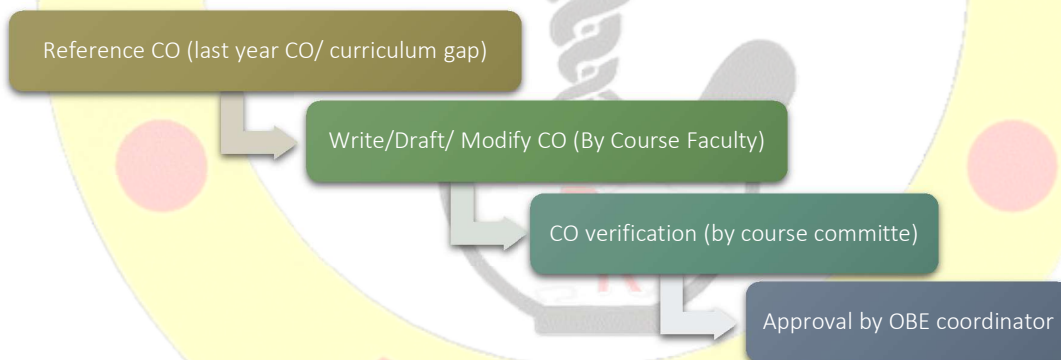 Reference CO (last year CO/ curriculum gap)
Write/Draft/ Modify CO (By Course Faculty)
CO verification (by course committe)
Approval by OBE coordinator